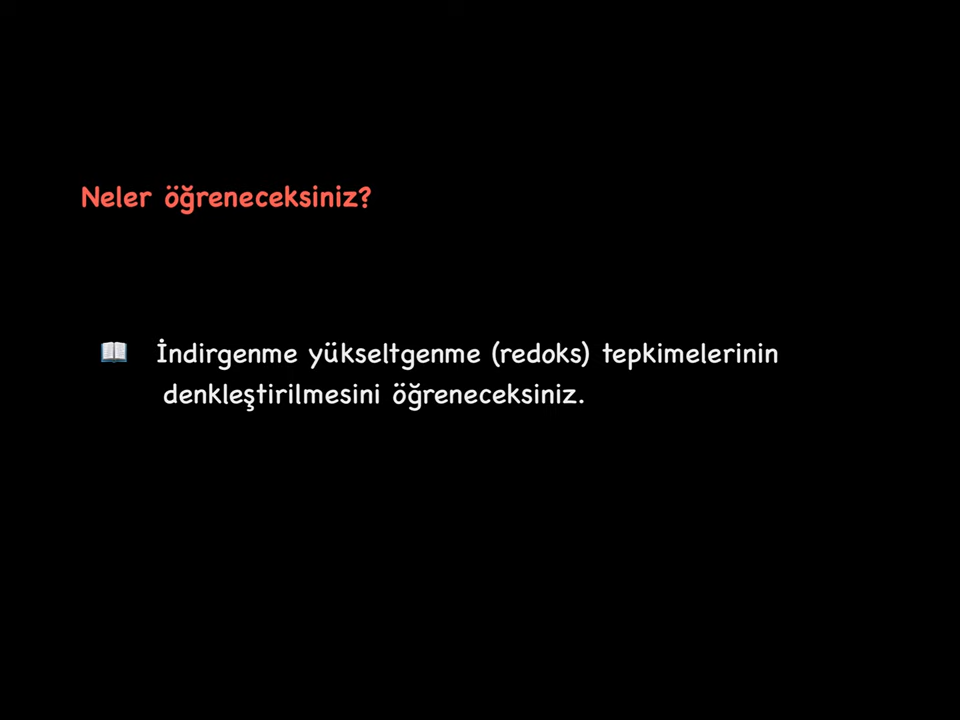 Neler öğreneceksiniz?
📖 İndirgenme yükseltgenme (redoks) tepkimelerinin
denkleştirilmesini öğreneceksiniz.